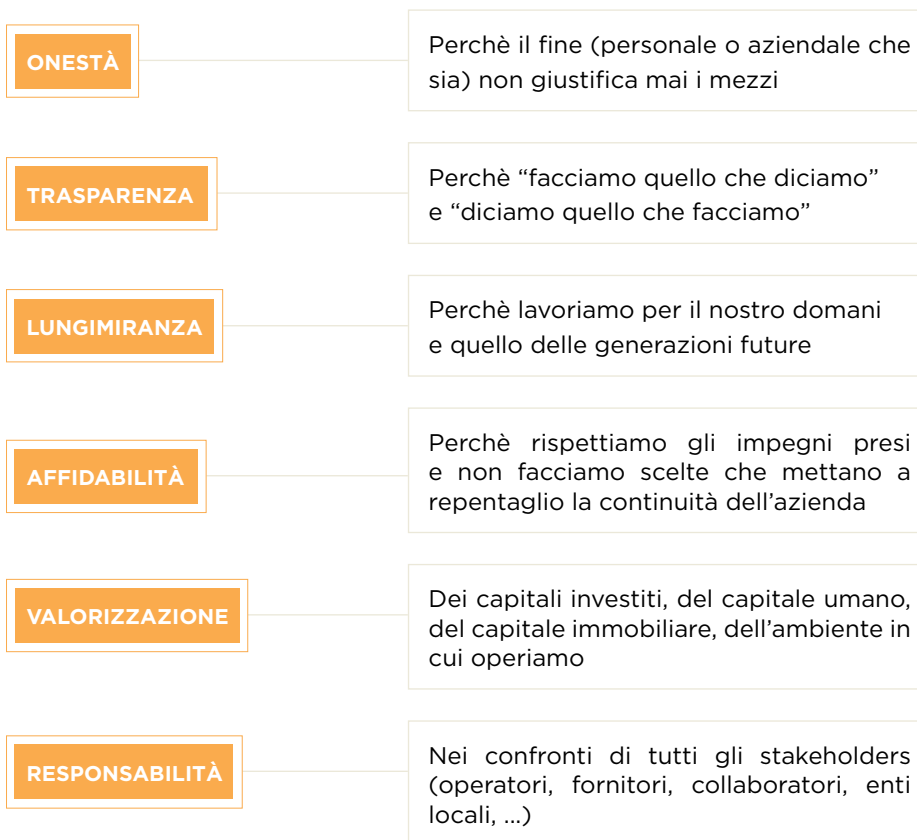 ONESTÀ
Perchè il fine (personale o aziendale che
sia) non giustifica mai i mezzi
TRASPARENZA
Perchè “facciamo quello che diciamo”
e “diciamo quello che facciamo”
LUNGIMIRANZA
Perchè lavoriamo per il nostro domani
e quello delle generazioni future
AFFIDABILITÀ
Perchè rispettiamo gli impegni presi
e non facciamo scelte che mettano a
repentaglio la continuità dell’azienda
VALORIZZAZIONE
Dei capitali investiti, del capitale umano,
del capitale immobiliare, dell’ambiente in
cui operiamo
RESPONSABILITÀ
Nei confronti di tutti gli stakeholders
(operatori, fornitori, collaboratori, enti
locali, ...)